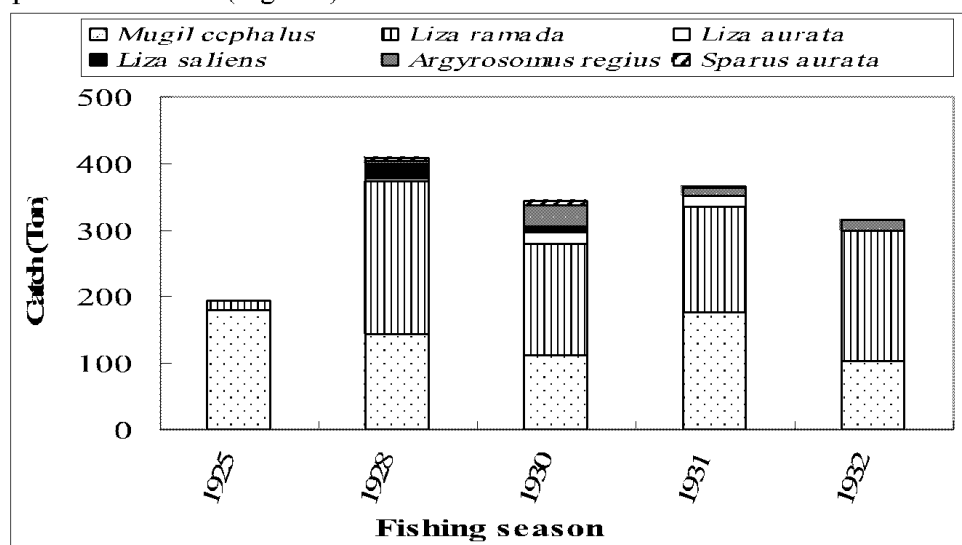 Mugil cephalus Liza ramada Liza aurata
Liza saliens Argyrosomus regius Sparus aurata
500
400
300
200
100
0
Catch (Ton)
1925 1928 1930 1931 1932
Fishing season